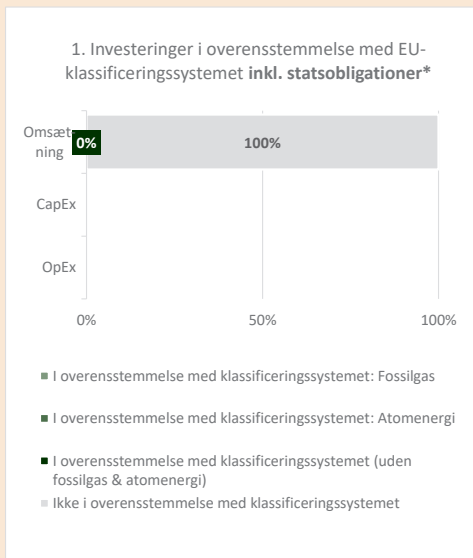 1. Investeringer i overensstemmelse med EU-
klassificeringssystemet inkl. statsobligationer*
Omsæt-
ning
0%
100%
CapEx
OpEx
0%
50%
100%
I overensstemmelse med klassificeringssystemet: Fossilgas
I overensstemmelse med klassificeringssystemet: Atomenergi
I overensstemmelse med klassificeringssystemet (uden
fossilgas & atomenergi)
Ikke i overensstemmelse med klassificeringssystemet